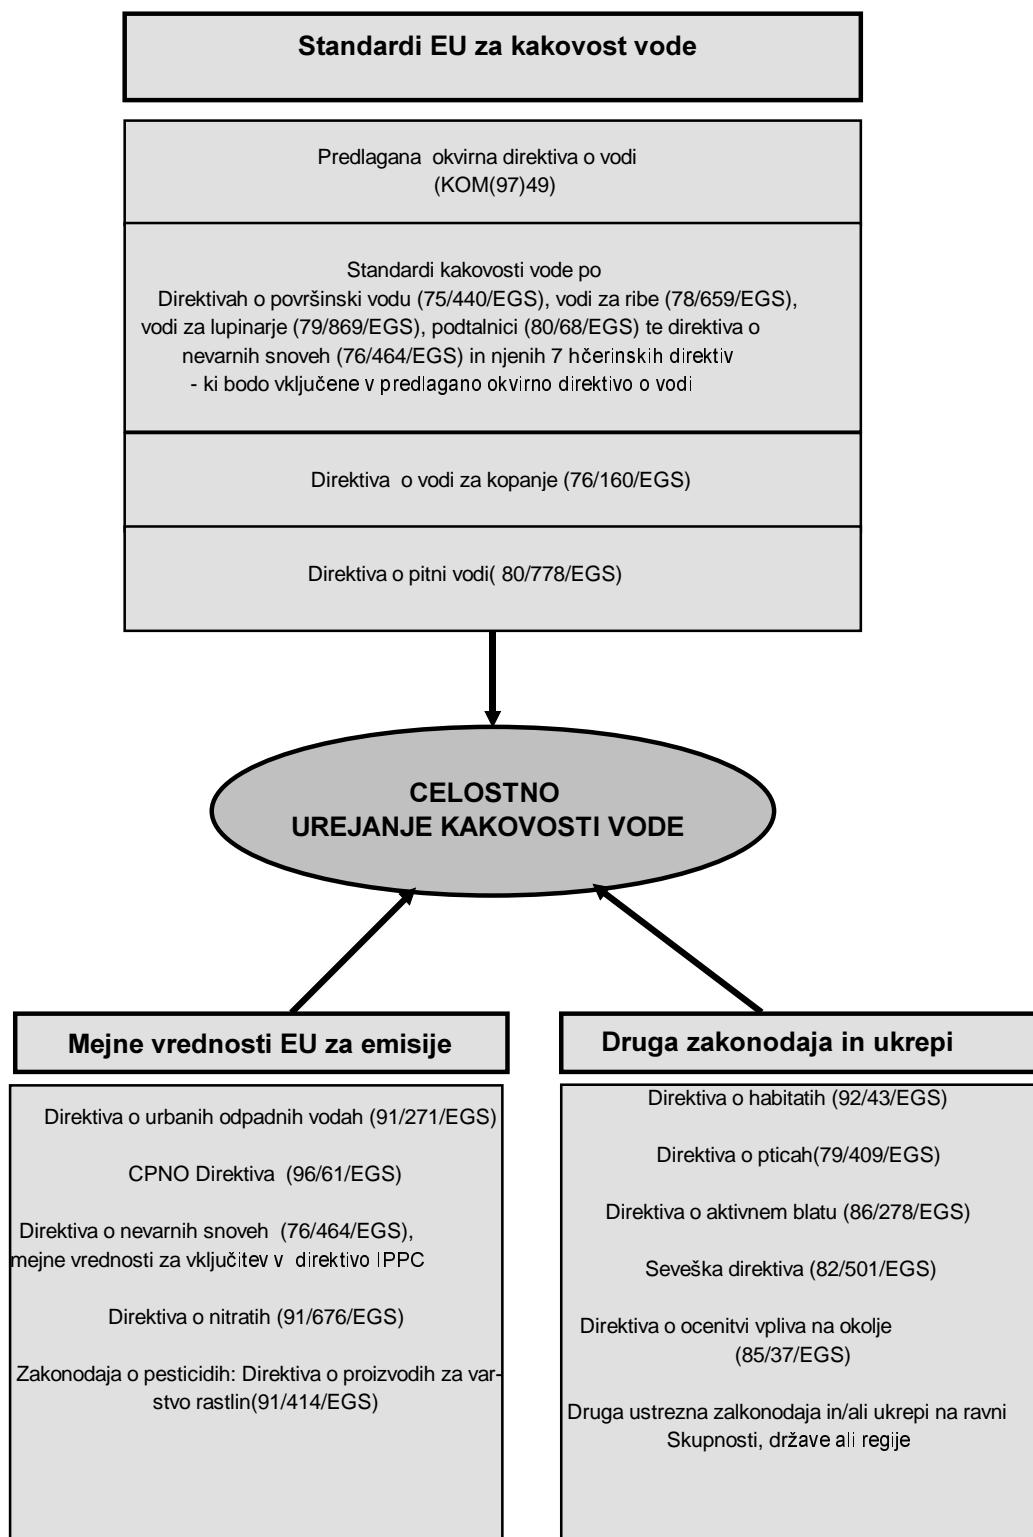 Standardi EU za kakovost vode
Predlagana okvirna direktiva o vodi
(KOM(97)49)
Standardi kakovosti vode po
Direktivah o površinski vodu (75/440/EGS), vodi za ribe (78/659/EGS),
vodi za lupinarje (79/869/EGS), podtalnici (80/68/EGS) te direktiva o
nevarnih snoveh (76/464/EGS) in njenih 7 hčerinskih direktiv
- ki bodo vključene v predlagano okvirno direktivo o vodi
Direktiva o vodi za kopanje (76/160/EGS)
Direktiva o pitni vodi( 80/778/EGS)
CELOSTNO
UREJANJE KAKOVOSTI VODE
Mejne vrednosti EU za emisije
Direktiva o urbanih odpadnih vodah (91/271/EGS)
CPNO Direktiva (96/61/EGS)
Direktiva o nevarnih snoveh (76/464/EGS),
mejne vrednosti za vključitev v direktivo IPPC
Direktiva o nitratih (91/676/EGS)
Zakonodaja o pesticidih: Direktiva o proizvodih za var-
stvo rastlin(91/414/EGS)
Druga zakonodaja in ukrepi
Direktiva o habitatih (92/43/EGS)
Direktiva o pticah(79/409/EGS)
Direktiva o aktivnem blatu (86/278/EGS)
Seveška direktiva (82/501/EGS)
Direktiva o ocenitvi vpliva na okolje
(85/37/EGS)
Druga ustrezna zalkonodaja in/ali ukrepi na ravni
Skupnosti, države ali regije